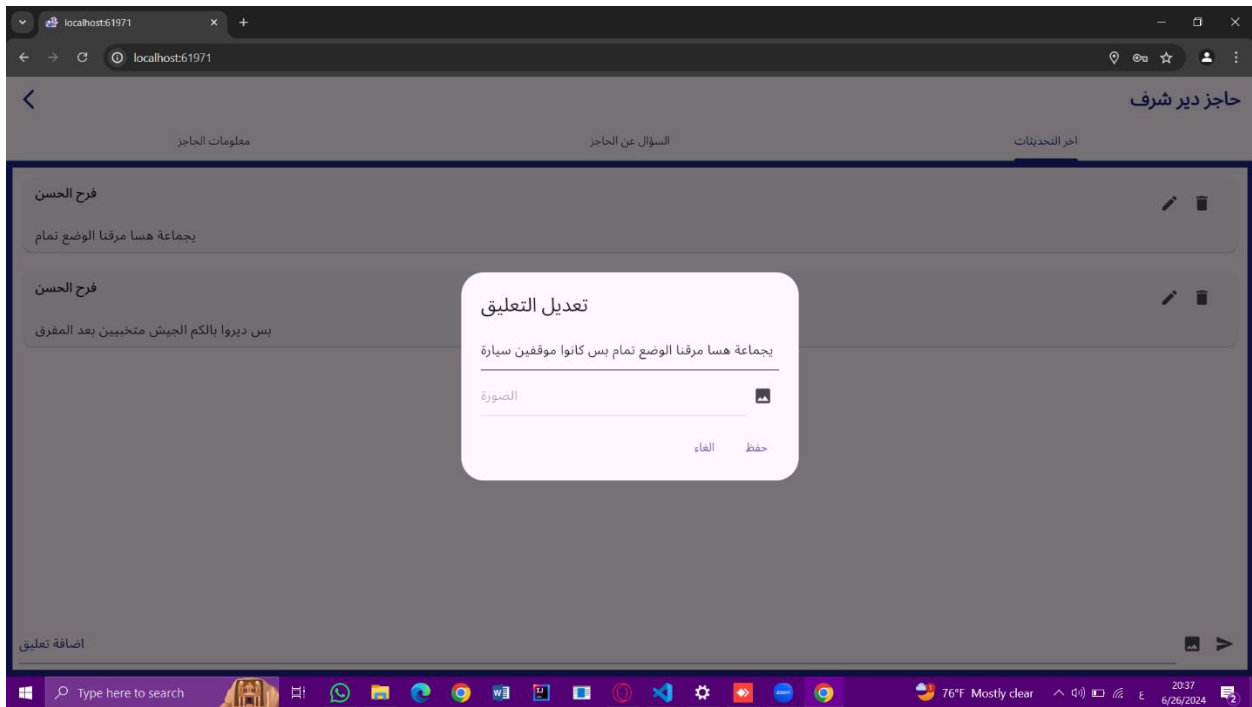 localhost:61971
localhost:61971
حاجز دير شرف
اخر التحديثات
السؤال عن الحاجز
معلومات الحاجز
فرح الحسن
يجماعة هسا مرقنا الوضع تمام
فرح الحسن
بس ديروا بالكم الجيش متخبيين بعد المفرق
تعديل التعليق
يجماعة هسا مرقنا الوضع تمام بس كانوا موقفين سيارة
الصورة
حفظ
الغاء
اضافة تعليق
Type here to search
76°F Mostly clear
ع
20:37
6/26/2024
2